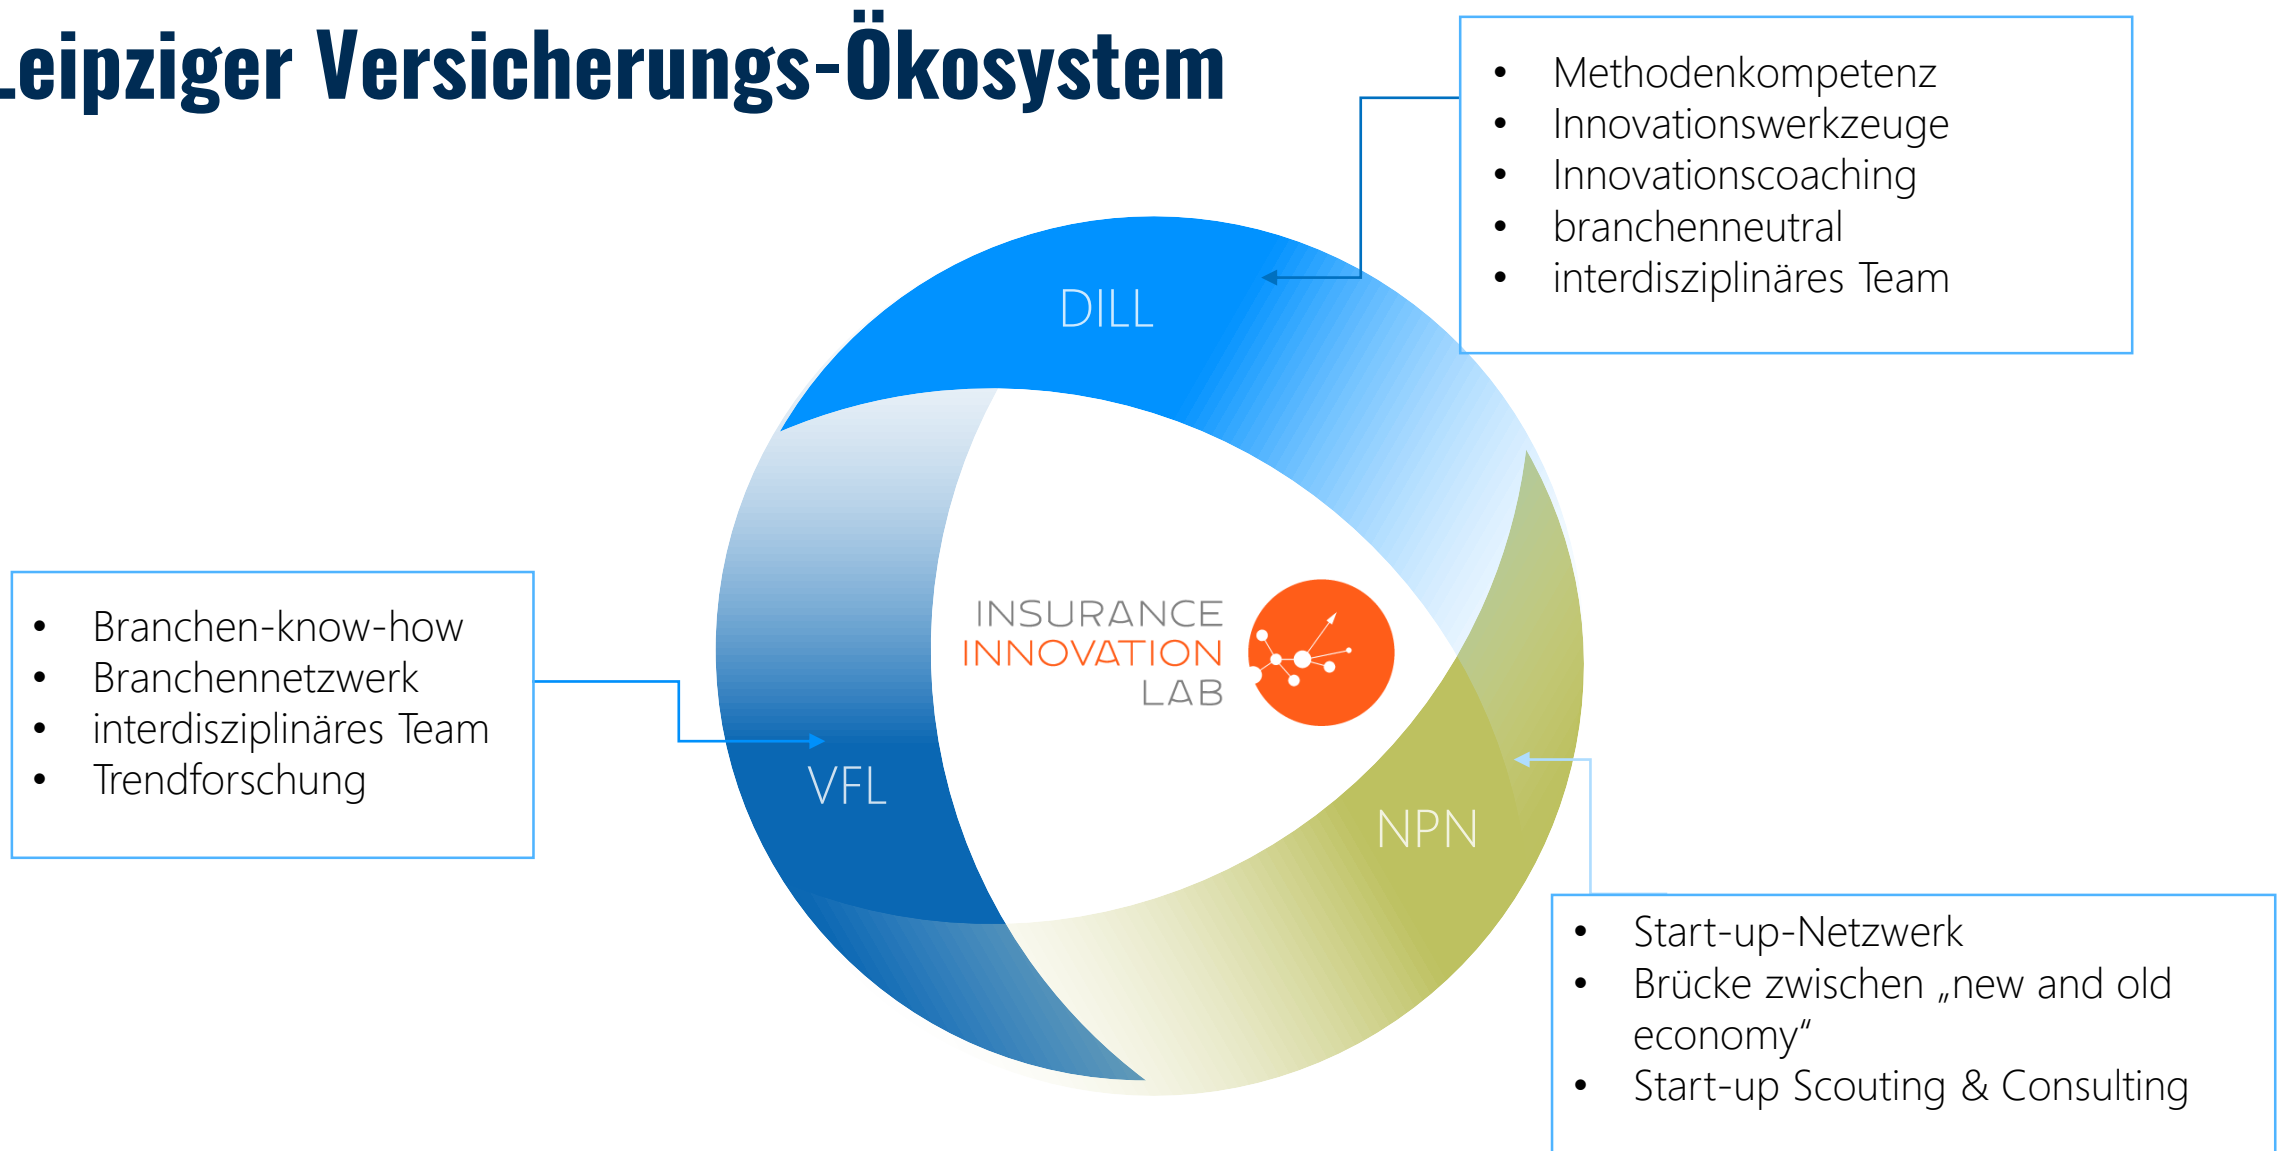 Leipziger Versicherungs-Ökosystem
• Methodenkompetenz
• Innovationswerkzeuge
• Innovationscoaching
• branchenneutral
• interdisziplinäres Team
DILL
• Branchen-know-how
• Branchennetzwerk
• interdisziplinäres Team
• Trendforschung
INSURANCE
INNOVATION
LAB
VFL
NPN
• Start-up-Netzwerk
• Brücke zwischen „new and old
economy“
• Start-up Scouting & Consulting